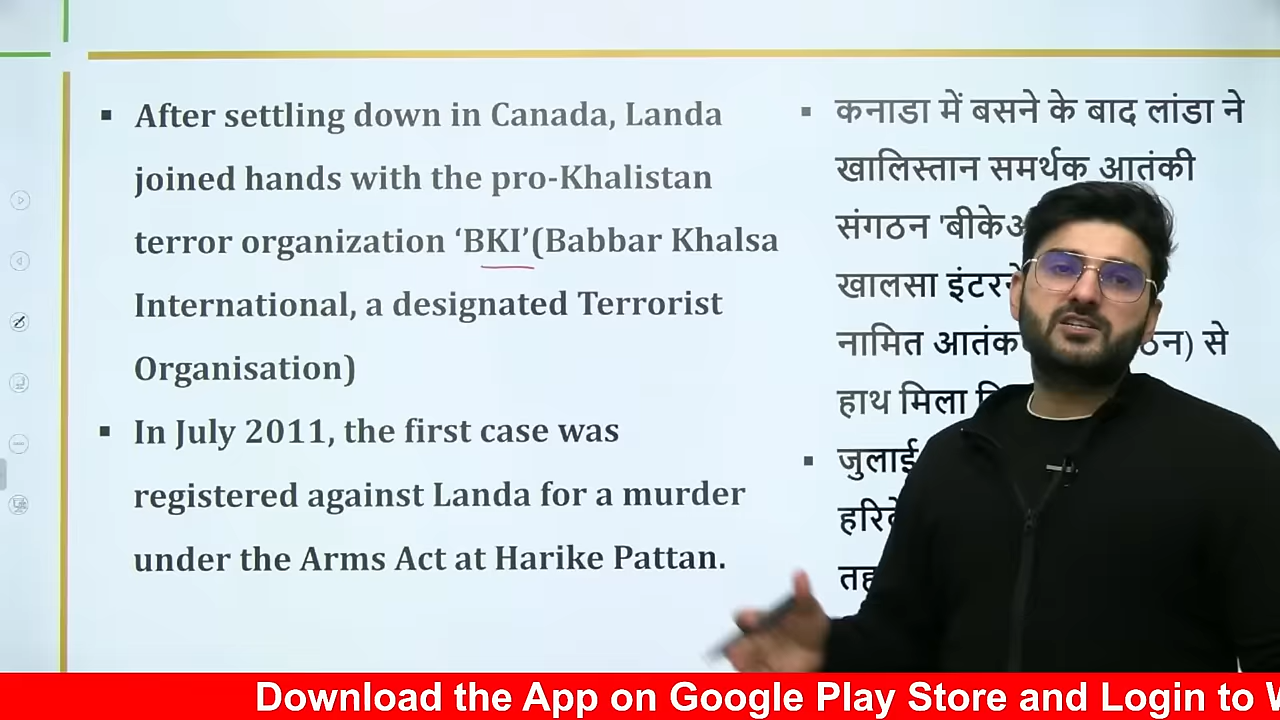 ▪ After settling down in Canada, Landa
joined hands with the pro-Khalistan
terror organization ‘BKI’(Babbar Khalsa
International, a designated Terrorist
Organisation)
▪ In July 2011, the first case was
registered against Landa for a murder
under the Arms Act at Harike Pattan.
▪ कनाडा में बसने के बाद लांडा ने
खालिस्तान समर्थक आतंकी
संगठन
खालसा
नामित ठन) से
हाथ मिला
▪ जुलाई
Download the App on Google Play Store and Login to